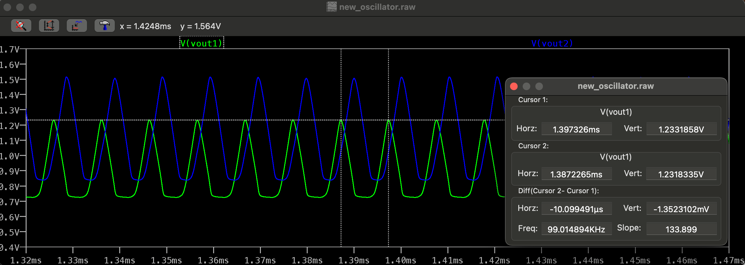 new_oscillator.raw
x = 1.4248ms y = 1.564V
V(vout1) V(vout2)
1.7V
1.6V
1.5V
1.4V
1.3V
1.2V
1.1V
1.0V
0.9V
0.8V
0.7V
0.6V
0.5V
0.4V
1.32ms 1.33ms 1.34ms 1.35ms 1.36ms 1.37ms 1.38ms 1.39ms 1.40ms 1.41ms 1.42ms 1.43ms 1.44ms 1.45ms 1.46ms 1.47ms
new_oscillator.raw
Cursor 1:
V(vout1)
Horz: 1.397326ms Vert: 1.2331858V
Cursor 2:
V(vout1)
Horz: 1.3872265ms Vert: 1.2318335V
Diff(Cursor 2- Cursor 1):
Horz: -10.099491µs Vert: -1.3523102mV
Freq: 99.014894KHz Slope: 133.899